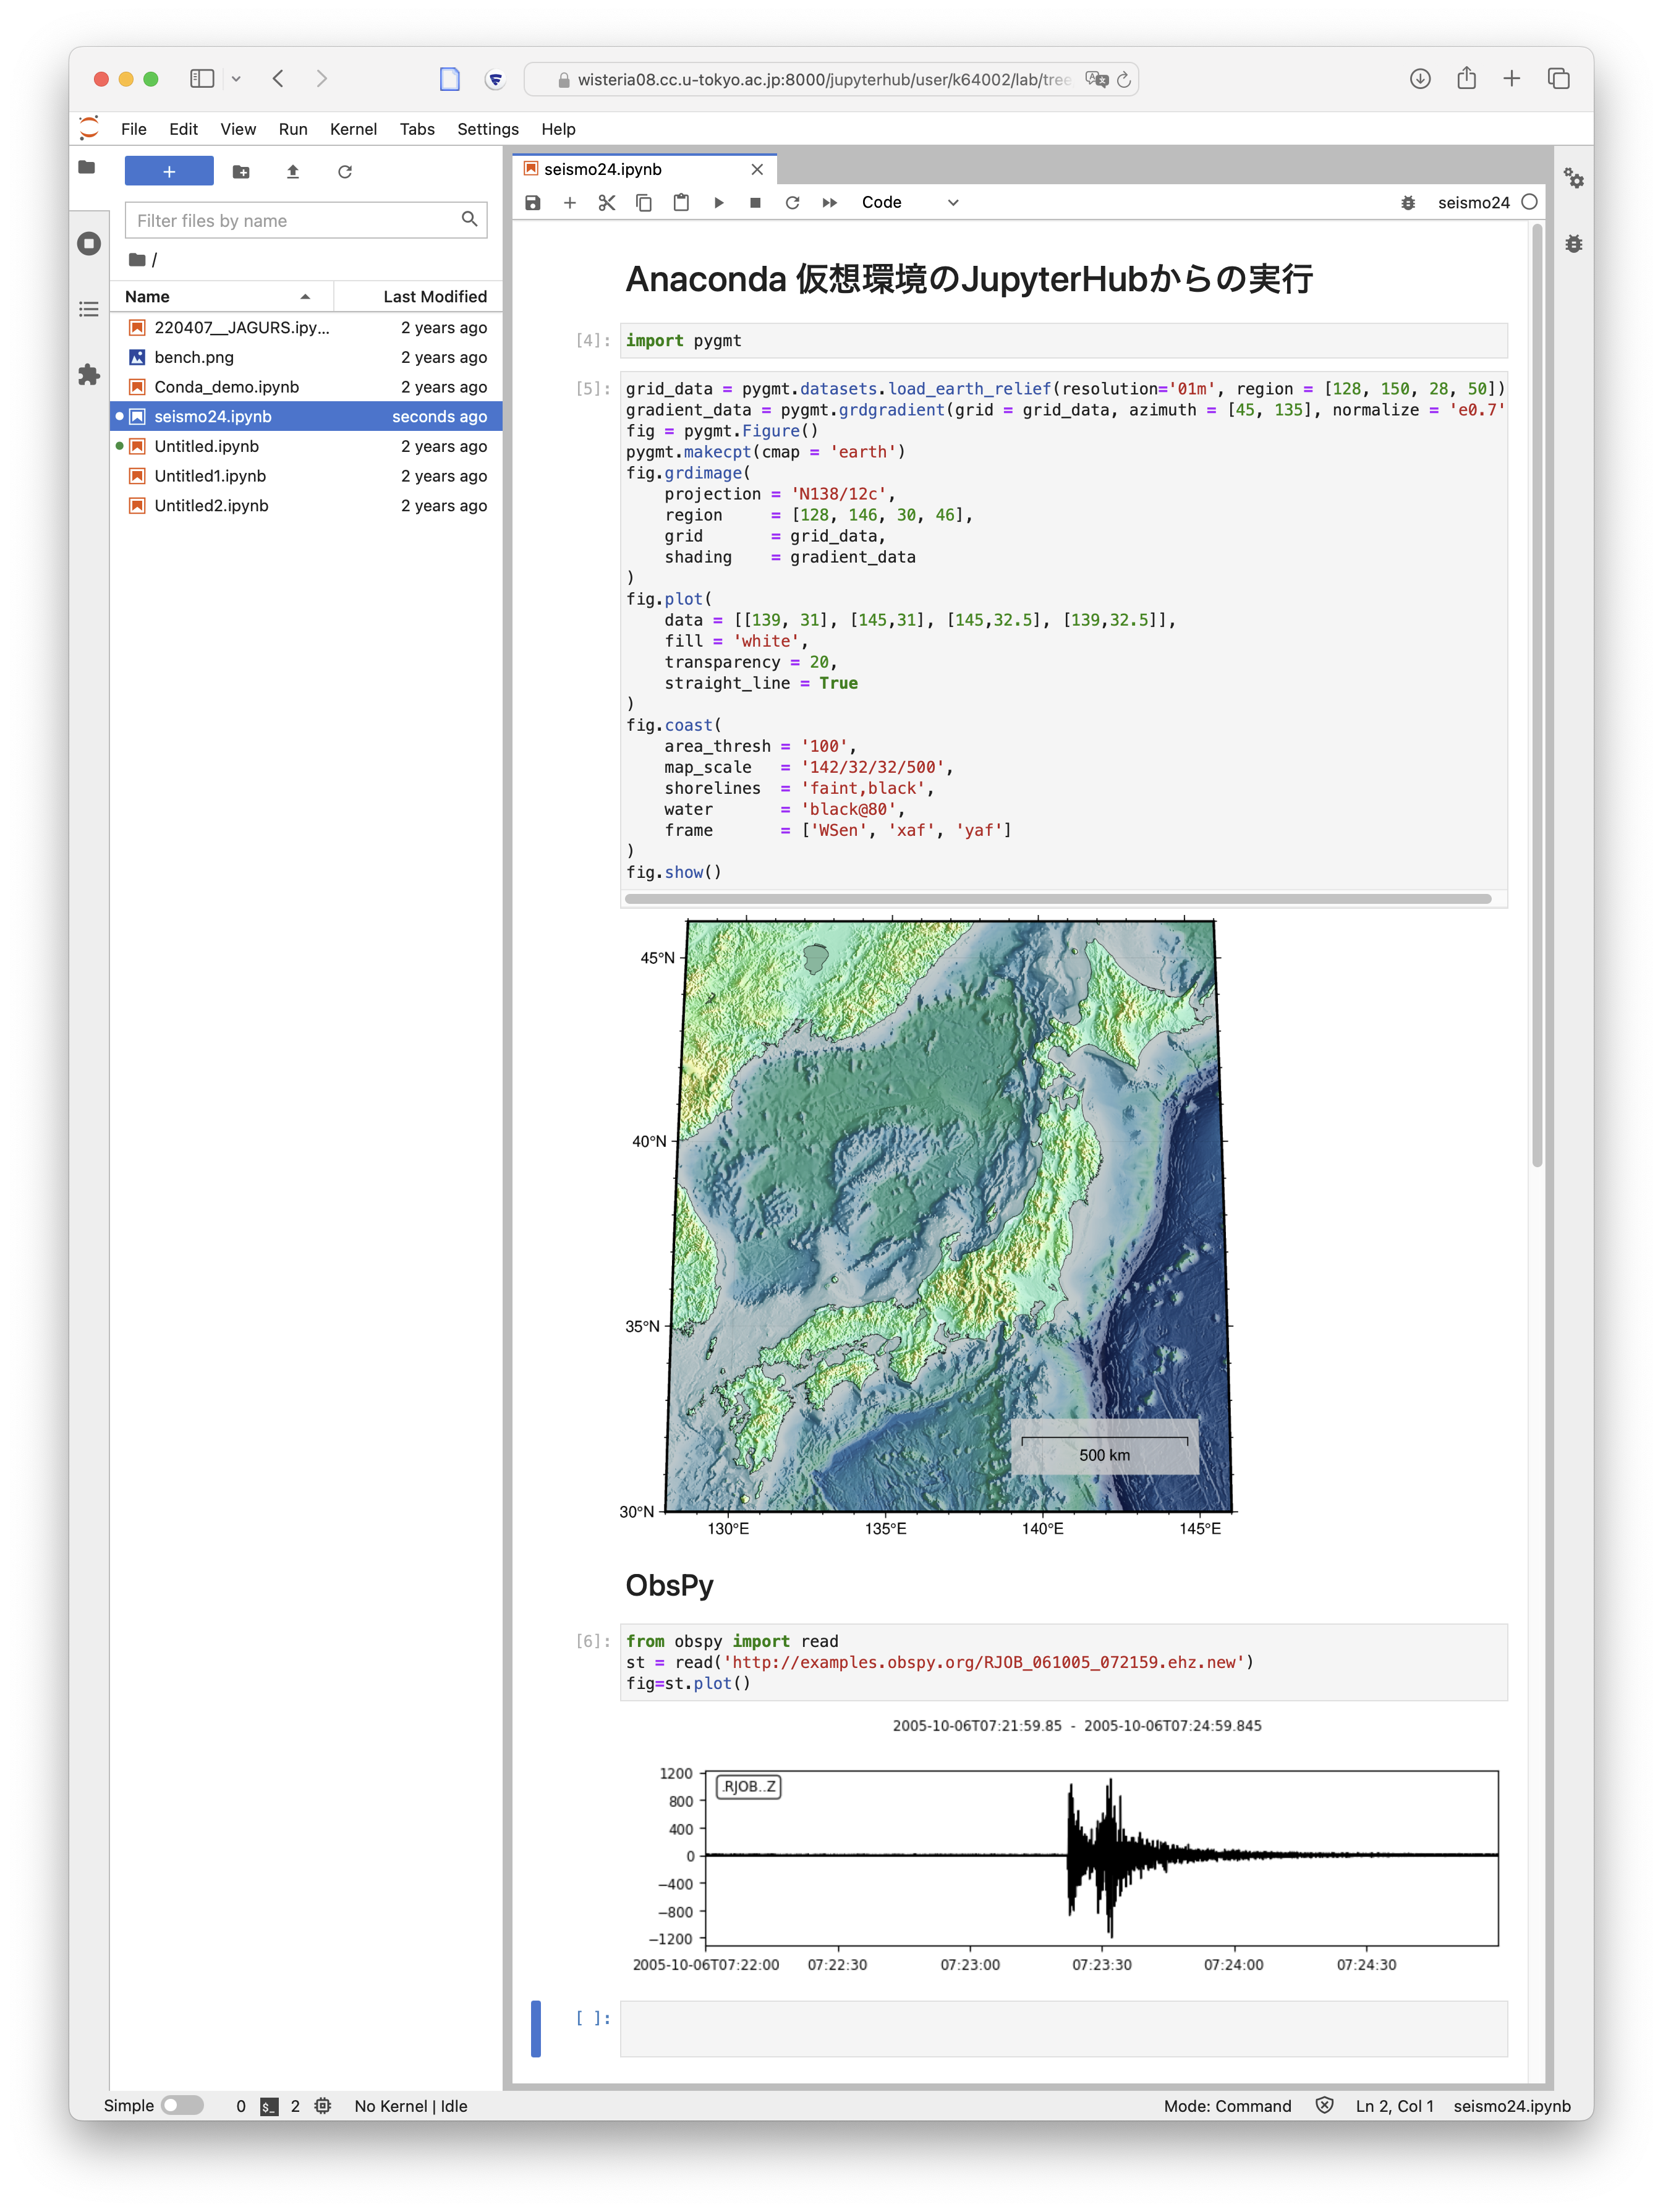 wisteria08.cc.u-tokyo.ac.jp:8000/jupyterhub/user/k64002/lab/tree
File Edit View Run Kernel Tabs Settings Help
+
Filter files by name
/
Name Last Modified
220407__JAGURS.ipy... 2 years ago
bench.png 2 years ago
Conda_demo.ipynb 2 years ago
seismo24.ipynb seconds ago
Untitled.ipynb 2 years ago
Untitled1.ipynb 2 years ago
Untitled2.ipynb 2 years ago
seismo24.ipynb
Code seismo24
Anaconda 仮想環境のJupyterHubからの実行
[4]: import pygmt
[5]: grid_data = pygmt.datasets.load_earth_relief(resolution='01m', region = [128, 150, 28, 50])
gradient_data = pygmt.grdgradient(grid = grid_data, azimuth = [45, 135], normalize = 'e0.7'
fig = pygmt.Figure()
pygmt.makecpt(cmap = 'earth')
fig.grdimage(
    projection = 'N138/12c',
    region     = [128, 146, 30, 46],
    grid       = grid_data,
    shading    = gradient_data
)
fig.plot(
    data = [[139, 31], [145,31], [145,32.5], [139,32.5]],
    fill = 'white',
    transparency = 20,
    straight_line = True
)
fig.coast(
    area_thresh = '100',
    map_scale   = '142/32/32/500',
    shorelines  = 'faint,black',
    water       = 'black@80',
    frame       = ['WSen', 'xaf', 'yaf']
)
fig.show()
45°N
40°N
35°N
500 km
30°N
130°E 135°E 140°E 145°E
ObsPy
[6]: from obspy import read
st = read('http://examples.obspy.org/RJOB_061005_072159.ehz.new')
fig=st.plot()
2005-10-06T07:21:59.85 - 2005-10-06T07:24:59.845
1200
.RJOB..Z
800
400
0
−400
−800
−1200
2005-10-06T07:22:00 07:22:30 07:23:00 07:23:30 07:24:00 07:24:30
[ ]:
Simple 0 $_ 2 No Kernel | Idle Mode: Command Ln 2, Col 1 seismo24.ipynb